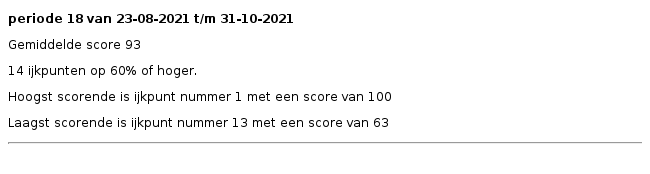 periode 18 van 23-08-2021 t/m 31-10-2021
Gemiddelde score 93
14 ijkpunten op 60% of hoger.
Hoogst scorende is ijkpunt nummer 1 met een score van 100
Laagst scorende is ijkpunt nummer 13 met een score van 63